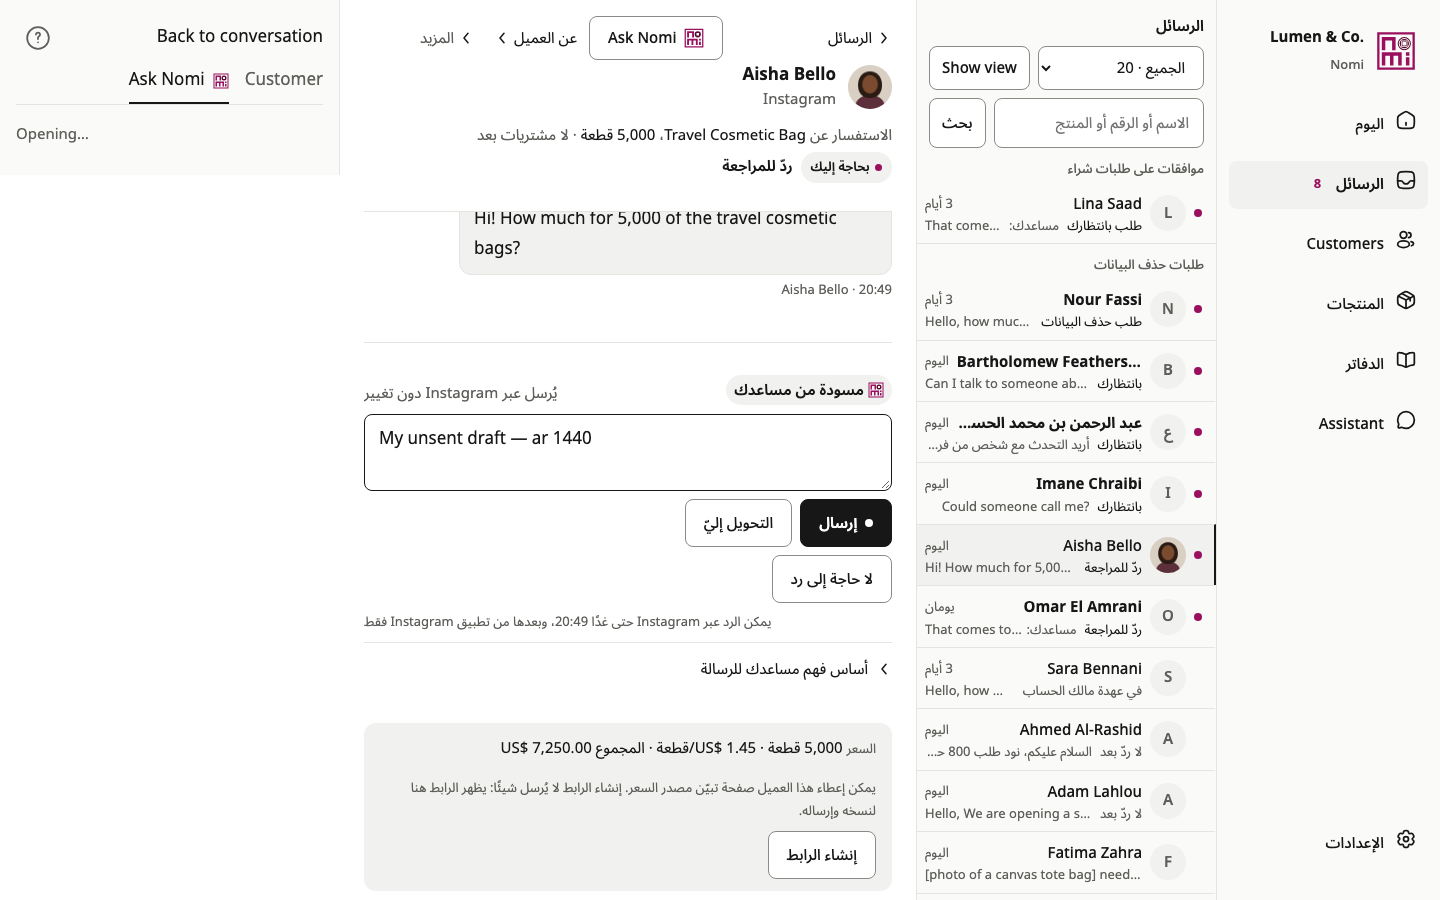 Lumen & Co.
Nomi
اليوم
الرسائل 8
Customers
المنتجات
الدفاتر
Assistant
الإعدادات
الرسائل
الجميع · 20
Show view
الاسم أو الرقم أو المنتج
بحث
موافقات على طلبات شراء
L
Lina Saad
3 أيام
طلب بانتظارك
مساعدك: That come...
طلبات حذف البيانات
N
Nour Fassi
3 أيام
طلب حذف البيانات
Hello, how muc...
B
Bartholomew Feathers...
اليوم
بانتظارك
Can I talk to someone ab...
ع
عبد الرحمن بن محمد الحسـ...
اليوم
بانتظارك
أريد التحدث مع شخص من فر...
I
Imane Chraibi
اليوم
بانتظارك
Could someone call me?
Aisha Bello
اليوم
ردّ للمراجعة
Hi! How much for 5,00...
O
Omar El Amrani
يومان
ردّ للمراجعة
مساعدك: That comes to...
S
Sara Bennani
3 أيام
في عهدة مالك الحساب
Hello, how ...
A
Ahmed Al-Rashid
اليوم
لا ردّ بعد
السلام عليكم، نود طلب 800 حـ...
A
Adam Lahlou
اليوم
لا ردّ بعد
Hello, We are opening a s...
F
Fatima Zahra
اليوم
[photo of a canvas tote bag] need...
الرسائل
Ask Nomi
عن العميل
المزيد
Aisha Bello
Instagram
الاستفسار عن Travel Cosmetic Bag، 5,000 قطعة · لا مشتريات بعد
بحاجة إليك
ردّ للمراجعة
Hi! How much for 5,000 of the travel cosmetic
bags?
Aisha Bello · 20:49
مسودة من مساعدك
يُرسل عبر Instagram دون تغيير
My unsent draft — ar 1440
إرسال
التحويل إليّ
لا حاجة إلى رد
يمكن الرد عبر Instagram حتى غدًا 20:49، وبعدها من تطبيق Instagram فقط
أساس فهم مساعدك للرسالة
السعر 5,000 قطعة · US$ 1.45/قطعة · المجموع US$ 7,250.00
يمكن إعطاء هذا العميل صفحة تبيّن مصدر السعر. إنشاء الرابط لا يُرسل شيئًا: يظهر الرابط هنا
لنسخه وإرساله.
إنشاء الرابط
Back to conversation
?
Customer
Ask Nomi
Opening...